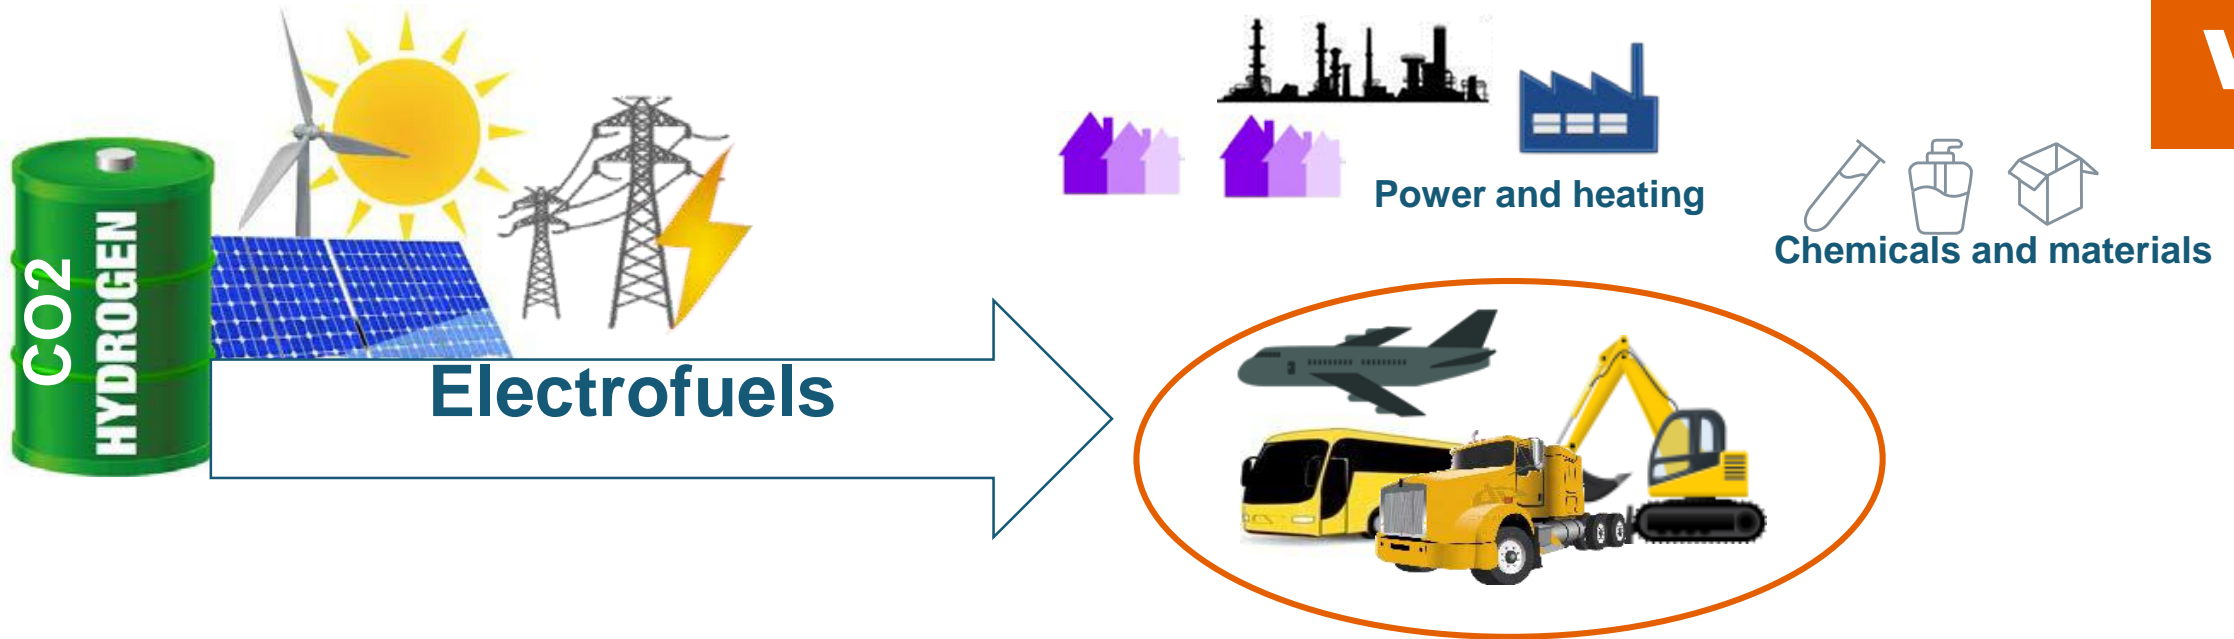 CO2
HYDROGEN
Electrofuels
Power and heating
Chemicals and materials